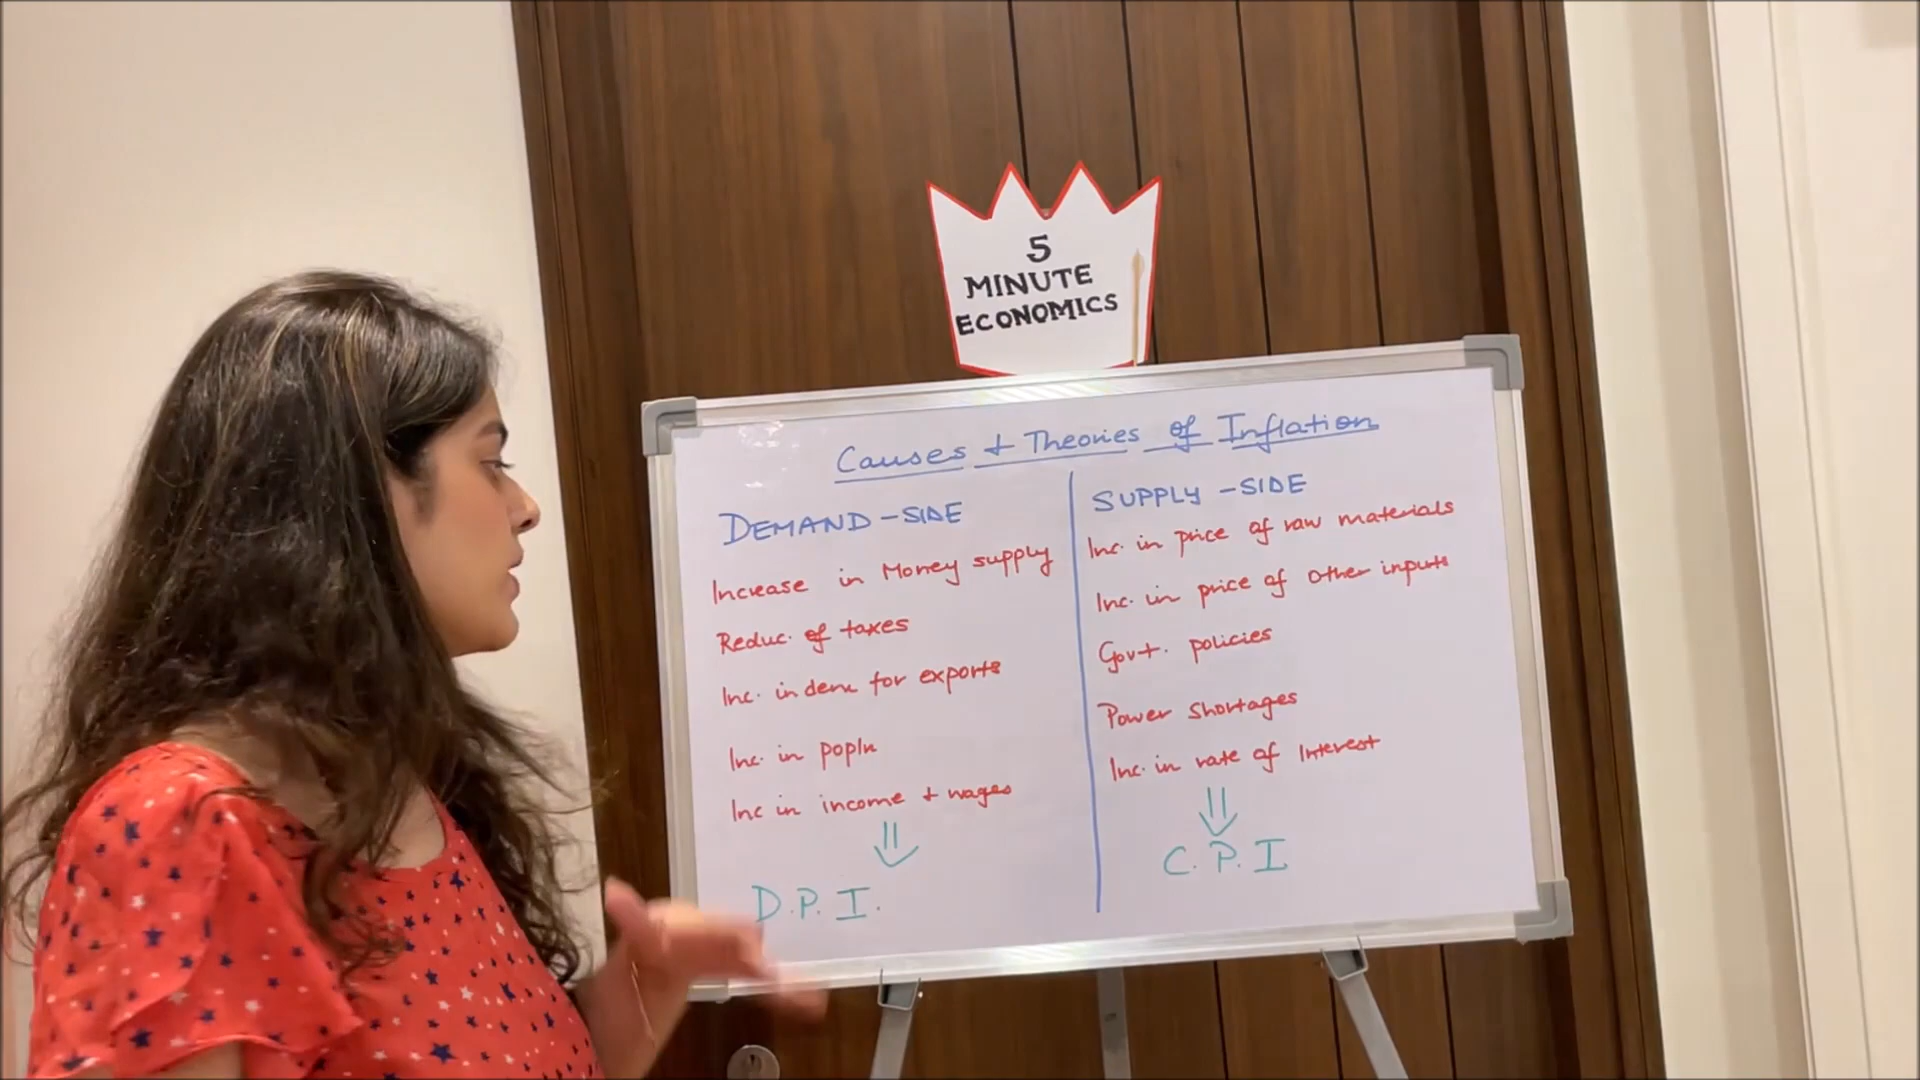 5
MINUTE
ECONOMICS
Causes + Theories of Inflation
DEMAND-SIDE
Increase in Money supply
Reduc. of taxes
Inc. in dem for exports
Inc. in popln
Inc in income + wages
D.P.I.
SUPPLY-SIDE
Inc. in price of raw materials
Inc. in price of other inputs
Govt. policies
Power shortages
Inc. in rate of Interest
C.P.I